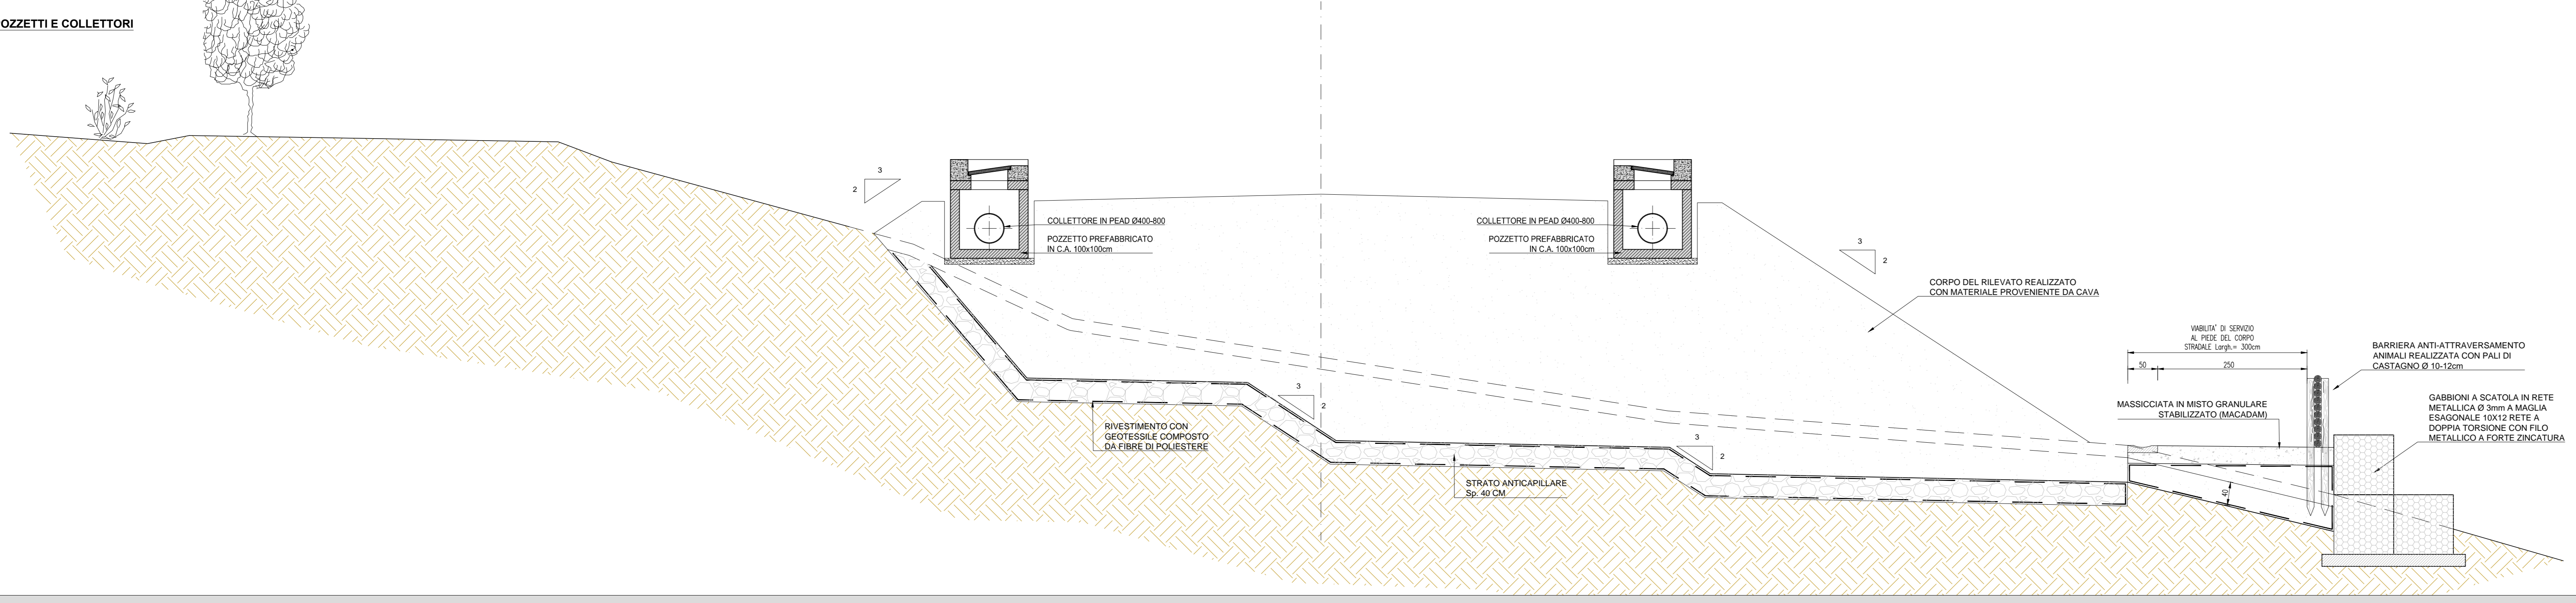 POZZETTI E COLLETTORI
3
2
COLLETTORE IN PEAD Ø400-800
POZZETTO PREFABBRICATO
IN C.A. 100x100cm
COLLETTORE IN PEAD Ø400-800
POZZETTO PREFABBRICATO
IN C.A. 100x100cm
3
2
CORPO DEL RILEVATO REALIZZATO
CON MATERIALE PROVENIENTE DA CAVA
VIABILITA' DI SERVIZIO
AL PIEDE DEL CORPO
STRADALE Largh.= 300cm
50
250
BARRIERA ANTI-ATTRAVERSAMENTO
ANIMALI REALIZZATA CON PALI DI
CASTAGNO Ø 10-12cm
MASSICCIATA IN MISTO GRANULARE
STABILIZZATO (MACADAM)
GABBIONI A SCATOLA IN RETE
METALLICA Ø 3mm A MAGLIA
ESAGONALE 10X12 RETE A
DOPPIA TORSIONE CON FILO
METALLICO A FORTE ZINCATURA
3
2
RIVESTIMENTO CON
GEOTESSILE COMPOSTO
DA FIBRE DI POLIESTERE
3
2
STRATO ANTICAPILLARE
Sp. 40 CM
40